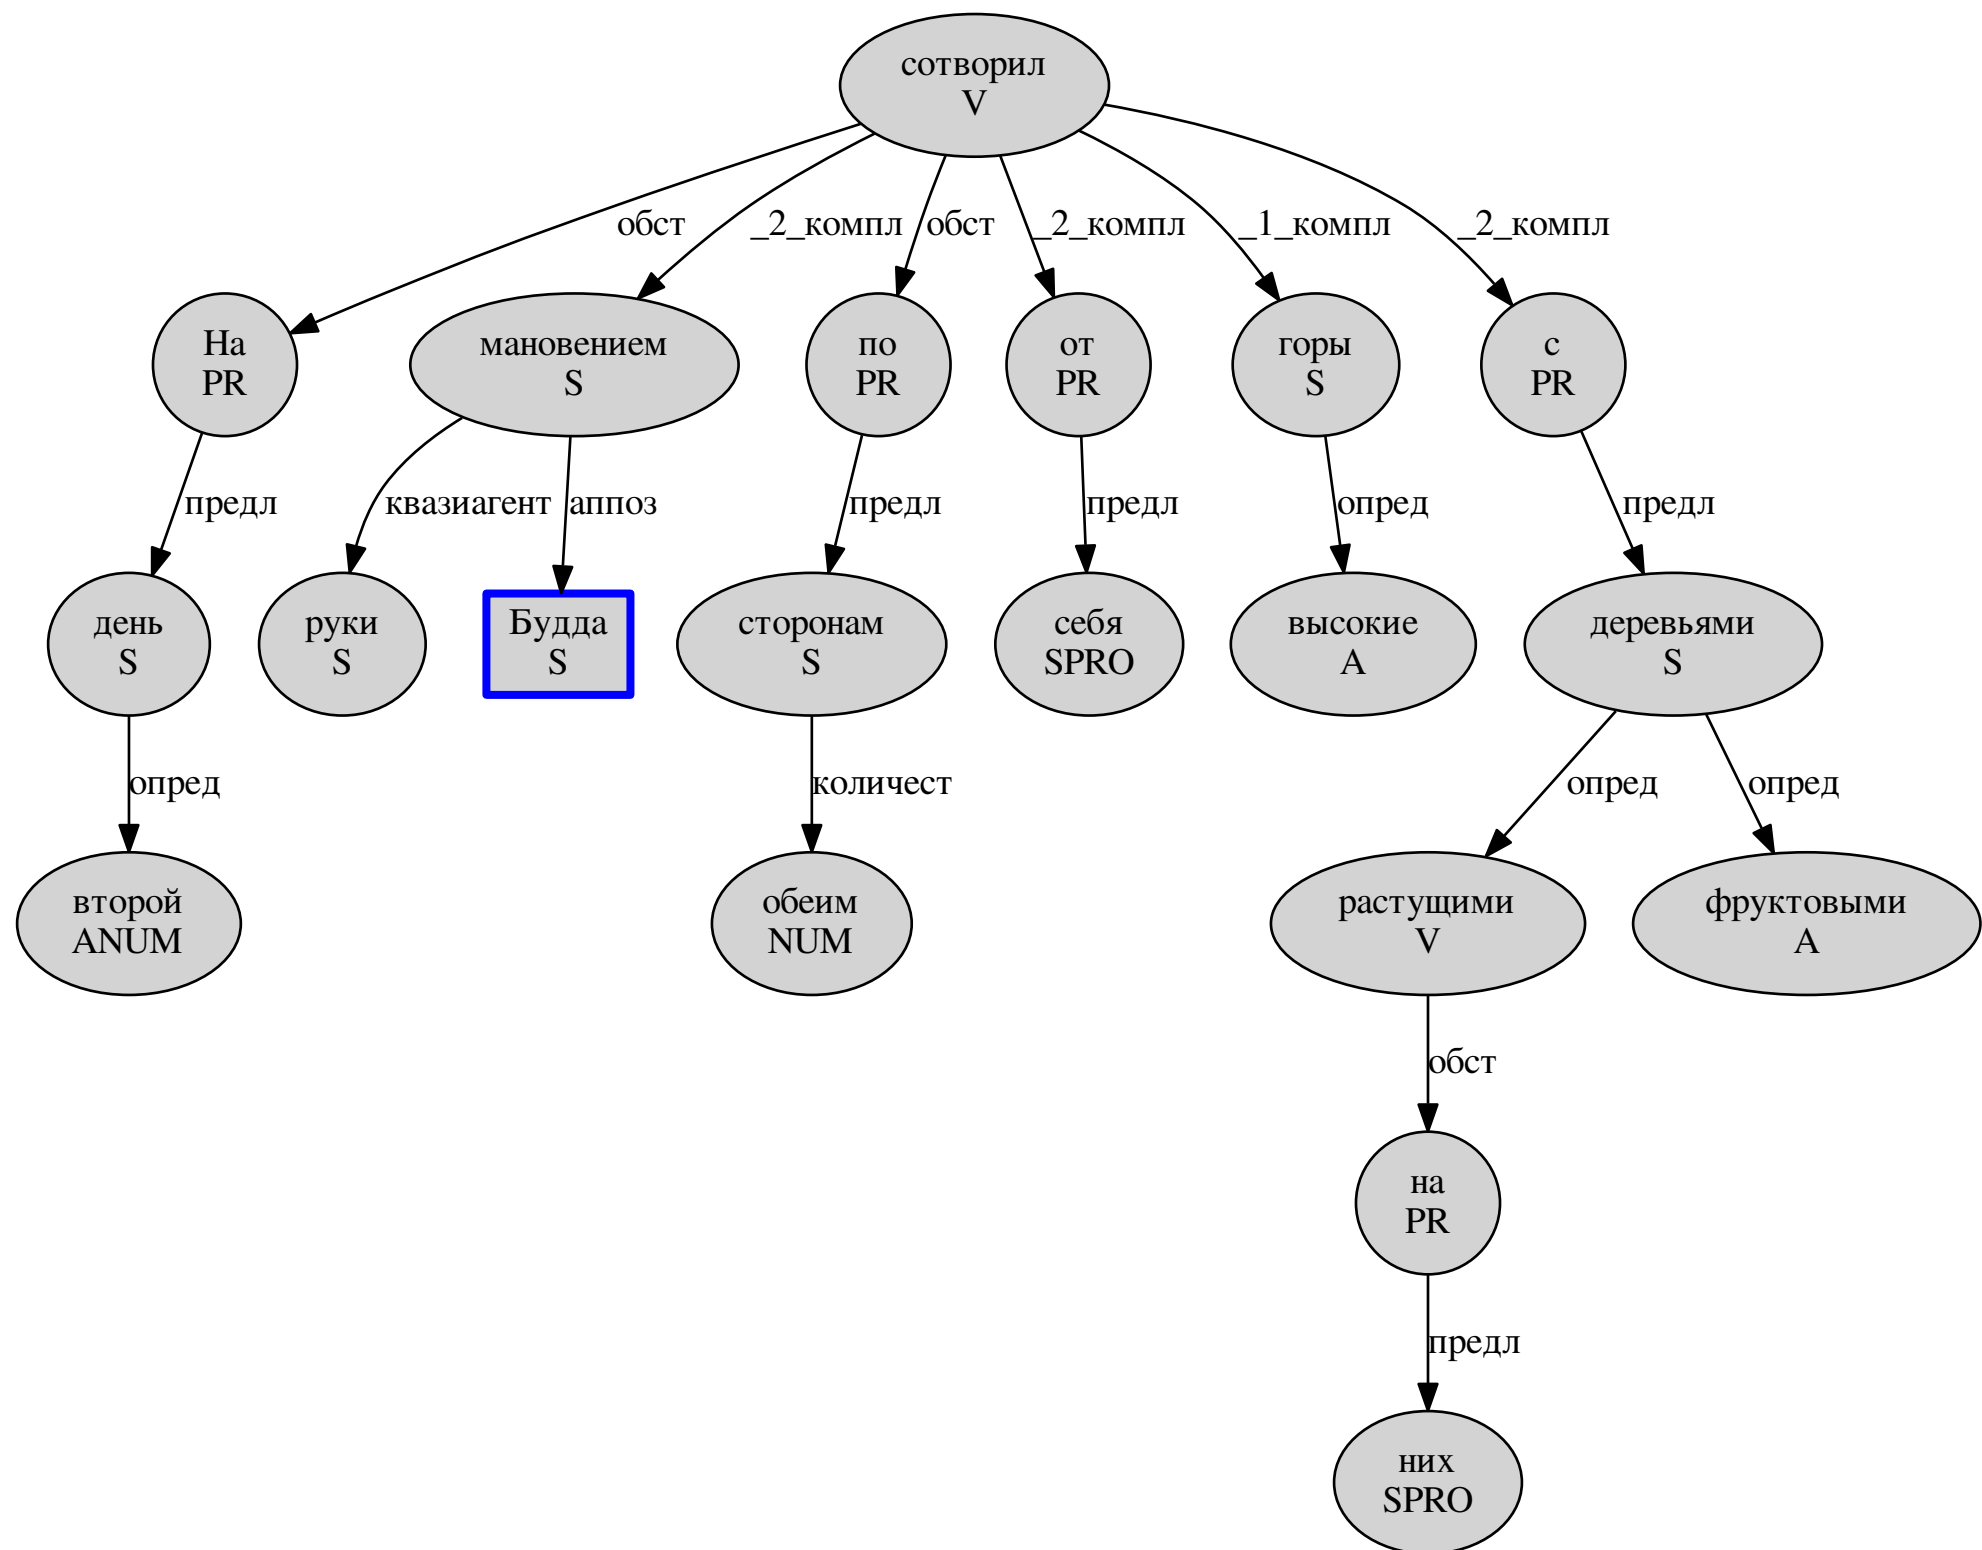 сотворил
V
обст
_2_компл
обст
_2_компл
_1_компл
_2_компл
На
PR
мановением
S
по
PR
от
PR
горы
S
с
PR
предл
квазиагент
аппоз
предл
предл
опред
предл
день
S
руки
S
Будда
S
сторонам
S
себя
SPRO
высокие
A
деревьями
S
опред
количест
опред
опред
второй
ANUM
обеим
NUM
растущими
V
фруктовыми
A
обст
на
PR
предл
них
SPRO